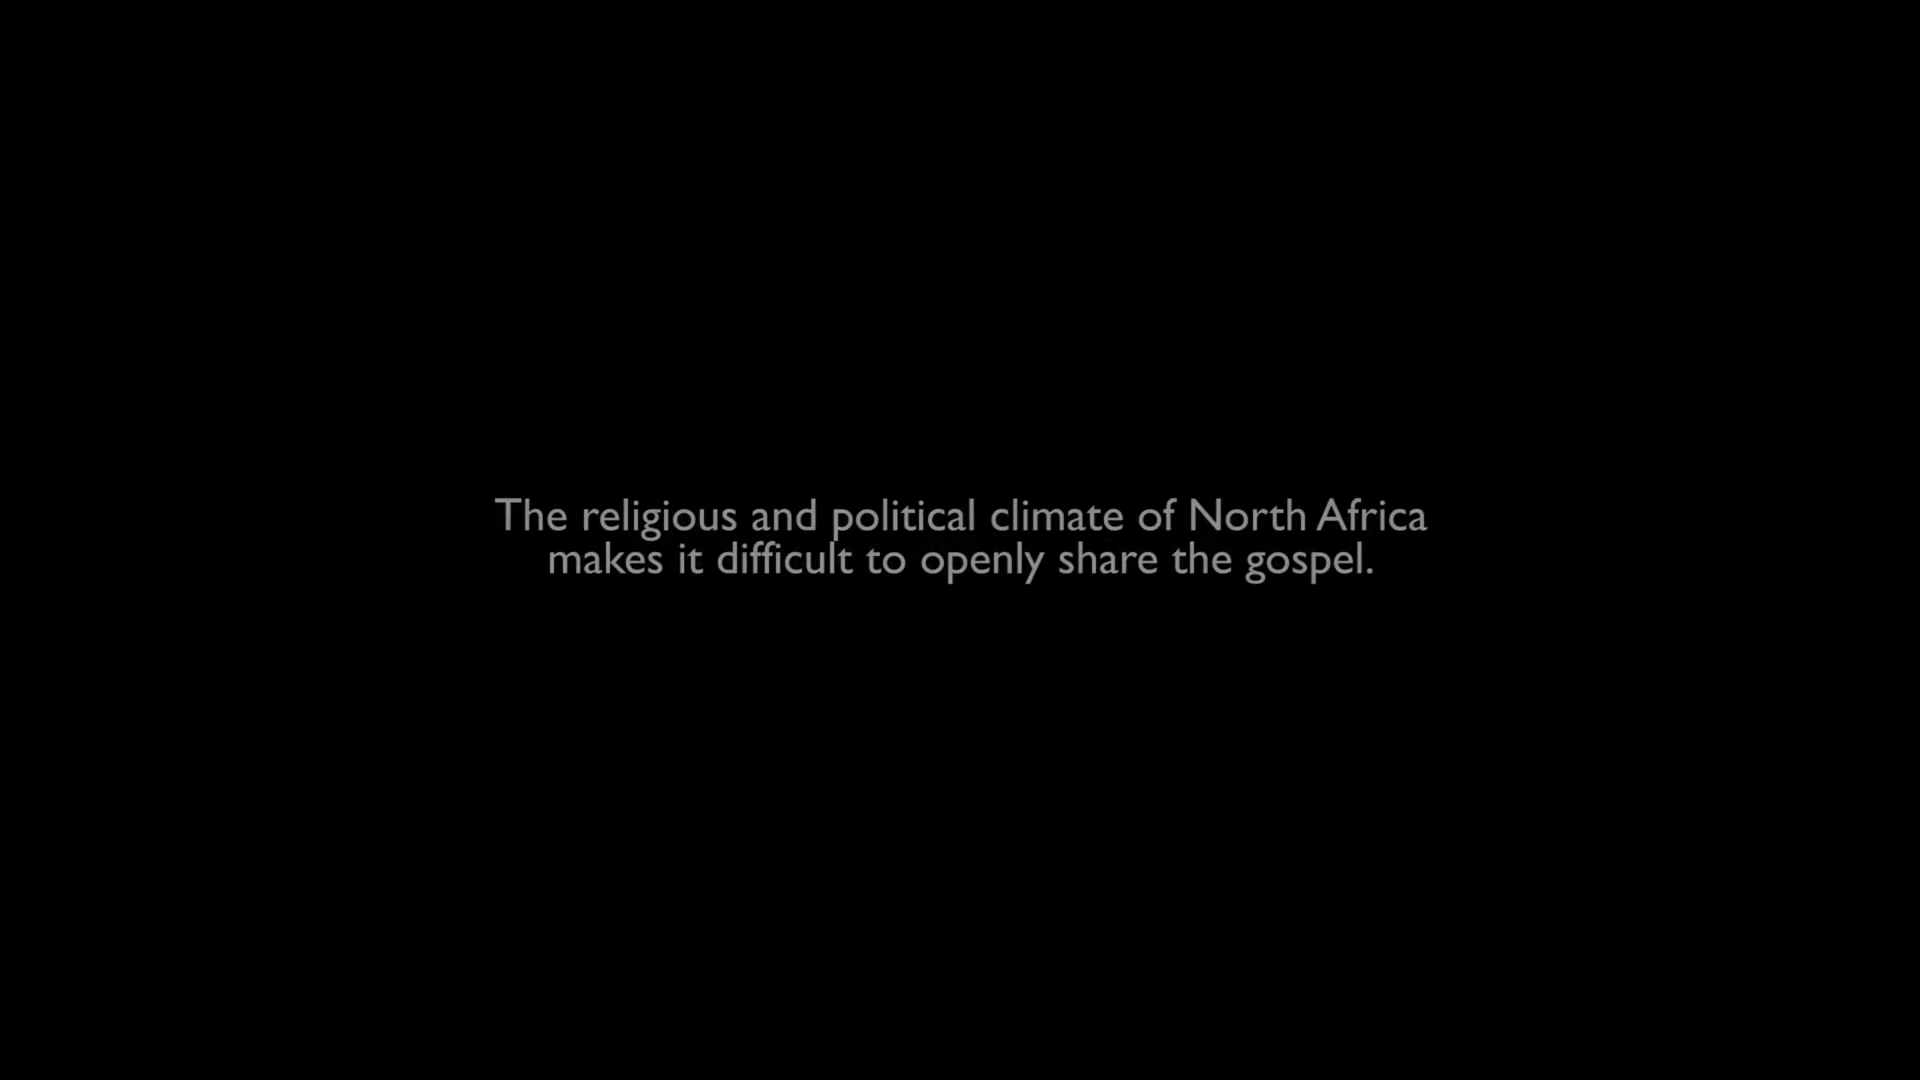 The religious and political climate of North Africa
makes it difficult to openly share the gospel.